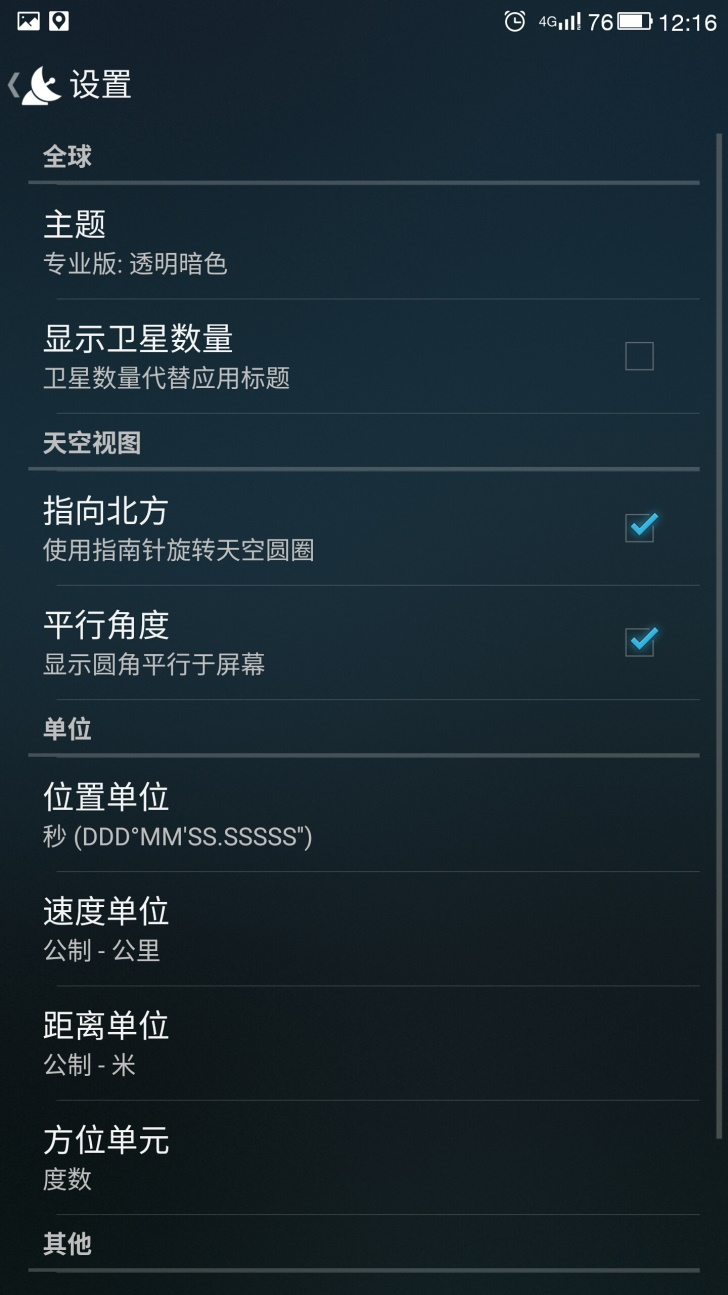 4G 76 12:16
设置
全球
主题
专业版: 透明暗色
显示卫星数量
卫星数量代替应用标题
天空视图
指向北方
使用指南针旋转天空圆圈
平行角度
显示圆角平行于屏幕
单位
位置单位
秒 (DDD°MM'SS.SSSSS")
速度单位
公制 - 公里
距离单位
公制 - 米
方位单元
度数
其他